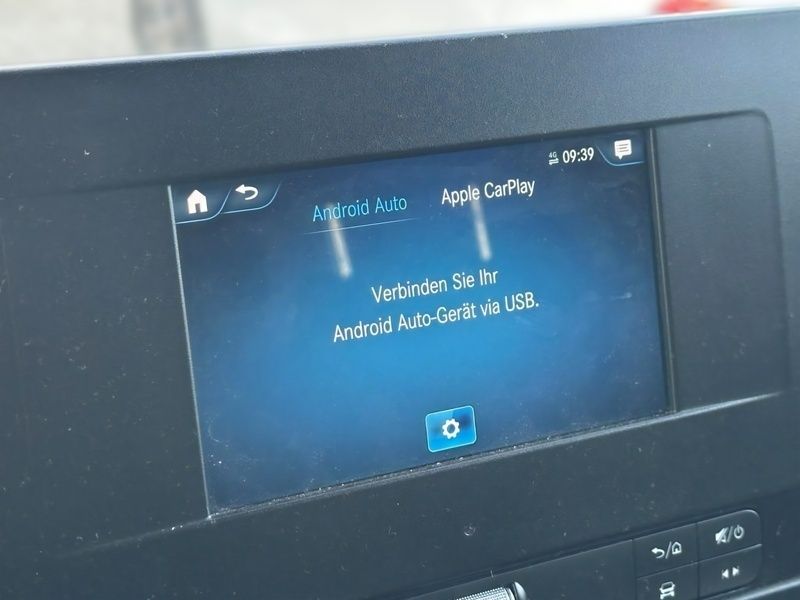 4G 09:39
Android Auto Apple CarPlay
Verbinden Sie Ihr
Android Auto-Gerät via USB.